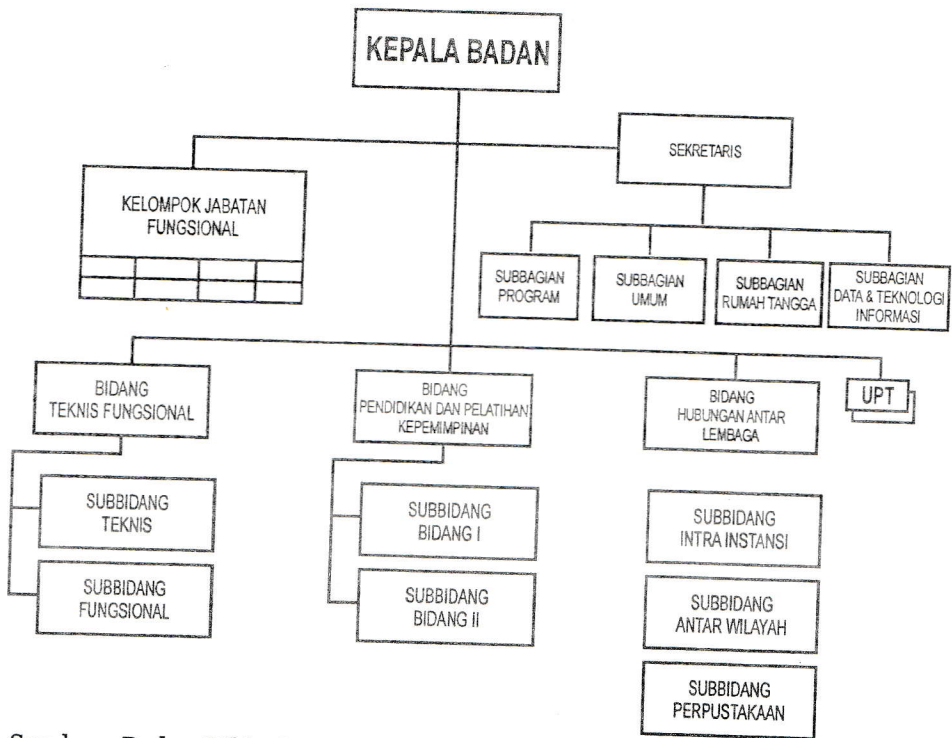 KEPALA BADAN
SEKRETARIS
KELOMPOK JABATAN
FUNGSIONAL
SUBBAGIAN
PROGRAM
SUBBAGIAN
UMUM
SUBBAGIAN
RUMAH TANGGA
SUBBAGIAN
DATA & TEKNOLOGI
INFORMASI
BIDANG
TEKNIS FUNGSIONAL
BIDANG
PENDIDIKAN DAN PELATIHAN
KEPEMIMPINAN
BIDANG
HUBUNGAN ANTAR
LEMBAGA
UPT
SUBBIDANG
TEKNIS
SUBBIDANG
FUNGSIONAL
SUBBIDANG
BIDANG I
SUBBIDANG
BIDANG II
SUBBIDANG
INTRA INSTANSI
SUBBIDANG
ANTAR WILAYAH
SUBBIDANG
PERPUSTAKAAN